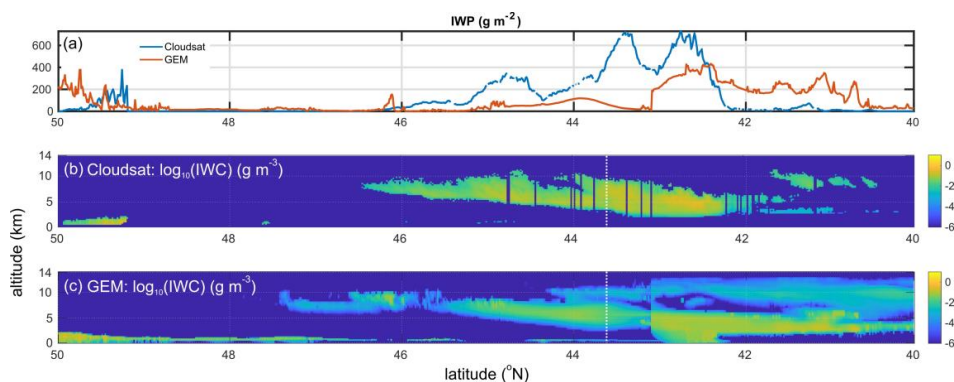 IWP (g m⁻²)
(a)
Cloudsat
GEM
600
400
200
0
50 48 46 44 42 40
(b) Cloudsat: log₁₀(IWC) (g m⁻³)
14
10
5
0
50 48 46 44 42 40
0
-2
-4
-6
altitude (km)
(c) GEM: log₁₀(IWC) (g m⁻³)
14
10
5
0
50 48 46 44 42 40
0
-2
-4
-6
latitude (°N)